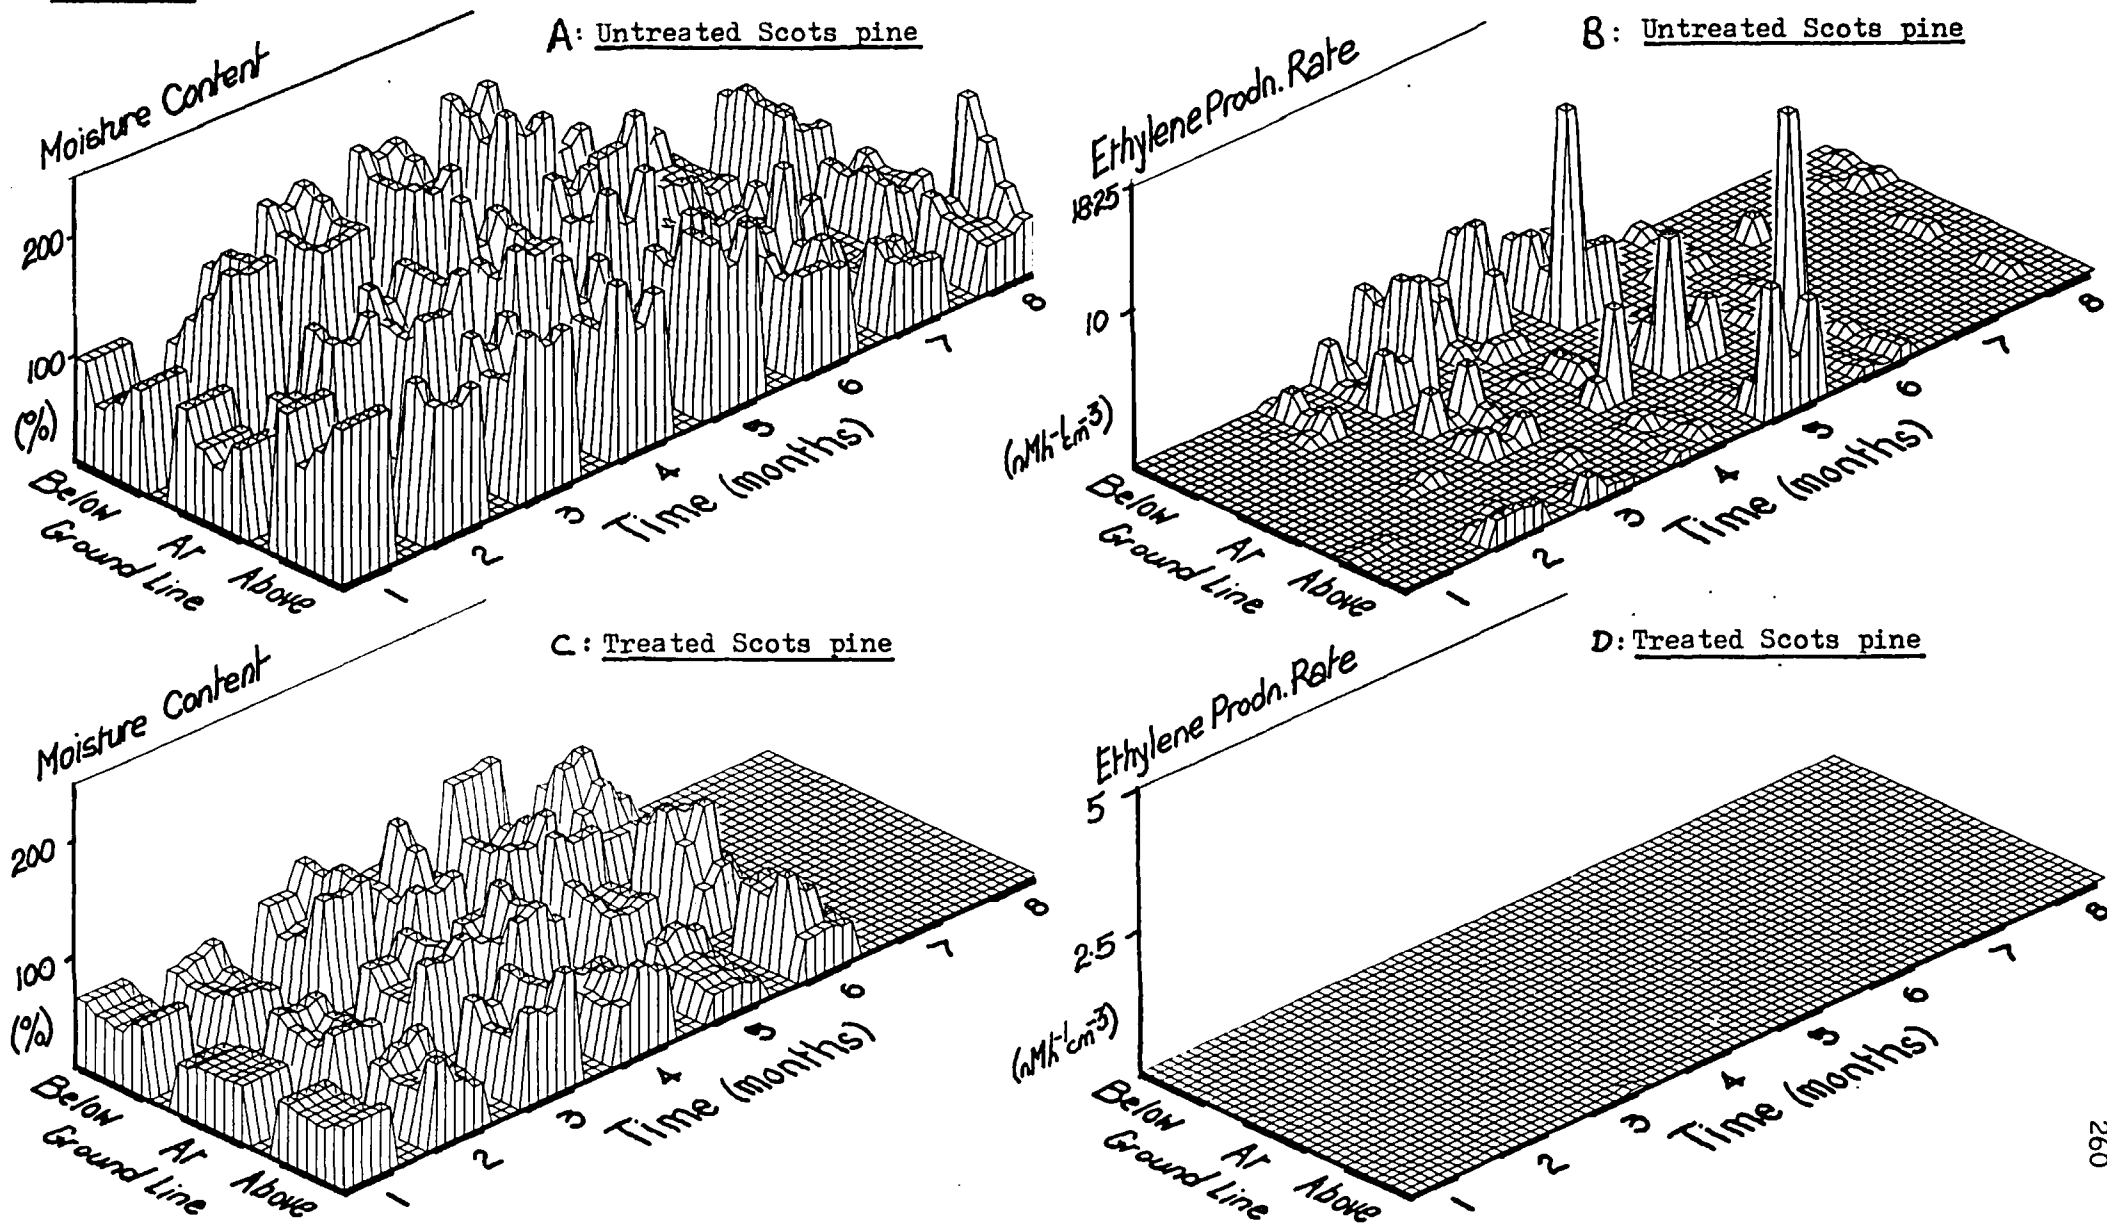 A: Untreated Scots pine
Moisture Content
200
100
(%)
Below
At
Above
Ground Line
1
2
3
4
5
6
7
8
Time (months)
B: Untreated Scots pine
Ethylene Prodn. Rate
18·25
10
(nMh⁻¹cm⁻³)
Below
At
Above
Ground Line
1
2
3
4
5
6
7
8
Time (months)
C: Treated Scots pine
Moisture Content
200
100
(%)
Below
At
Above
Ground Line
1
2
3
4
5
6
7
8
Time (months)
D: Treated Scots pine
Ethylene Prodn. Rate
5
2·5
(nMh⁻¹cm⁻³)
Below
At
Above
Ground Line
1
2
3
4
5
6
7
8
Time (months)
260